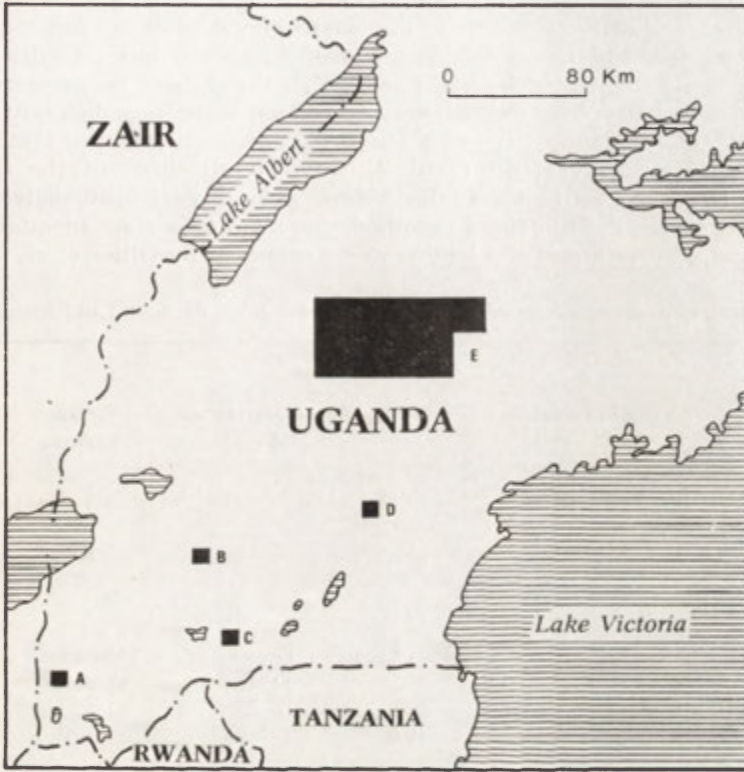 0 80 Km
ZAIR
Lake Albert
E
UGANDA
D
B
Lake Victoria
C
A
TANZANIA
RWANDA